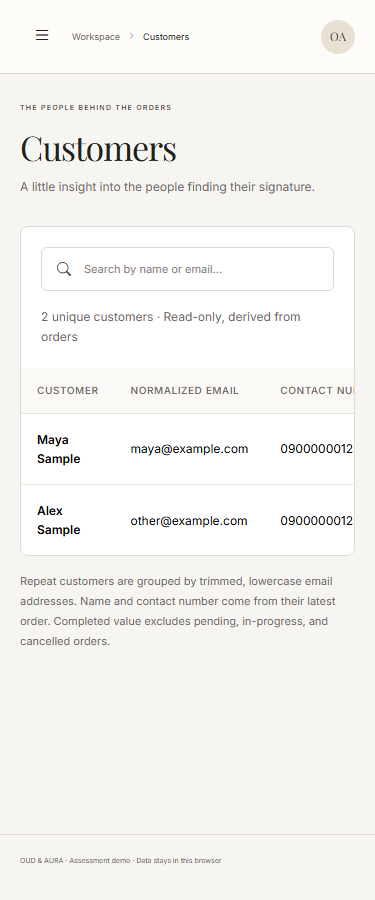 Workspace > Customers
OA
THE PEOPLE BEHIND THE ORDERS
Customers
A little insight into the people finding their signature.
Search by name or email...
2 unique customers · Read-only, derived from
orders
CUSTOMER NORMALIZED EMAIL CONTACT
Maya
Sample
maya@example.com
0900000012
Alex
Sample
other@example.com
0900000012
Repeat customers are grouped by trimmed, lowercase email
addresses. Name and contact number come from their latest
order. Completed value excludes pending, in-progress, and
cancelled orders.
OUD & AURA · Assessment demo · Data stays in this browser